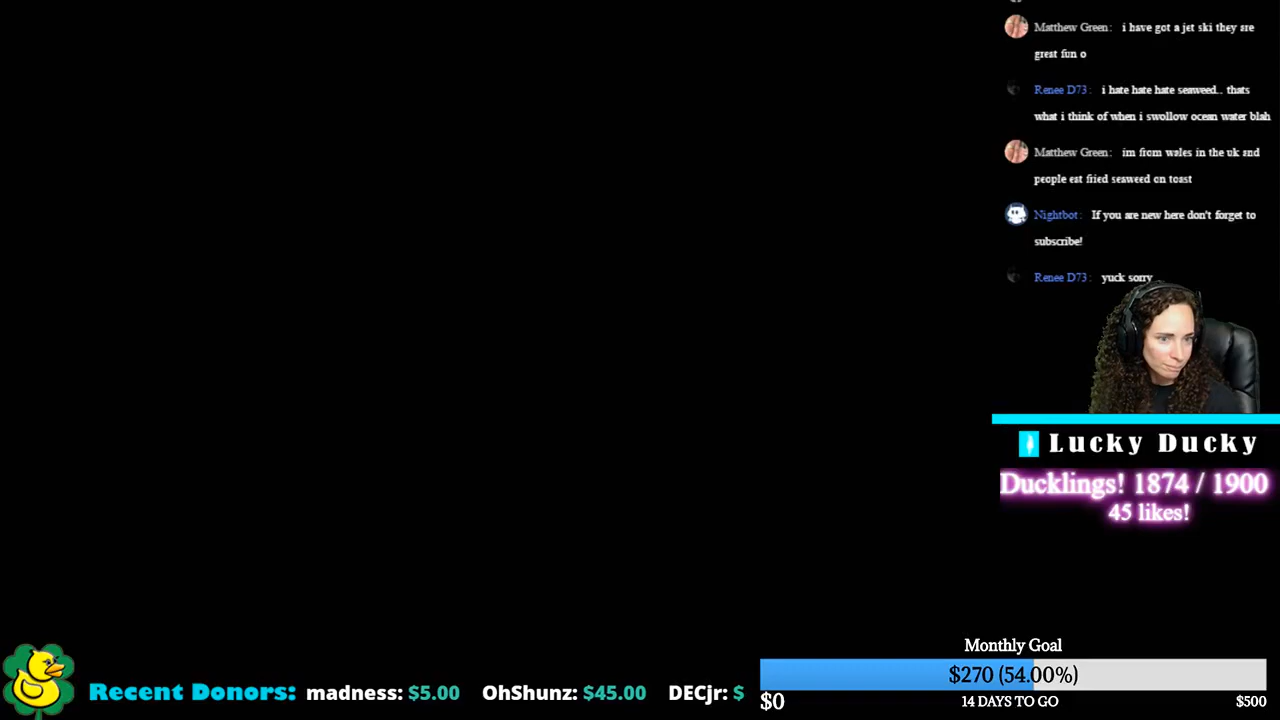 Matthew Green: i have got a jet ski they are
great fun o
Renee D73: i hate hate hate seaweed.. thats
what i think of when i swollow ocean water blah
Matthew Green: im from wales in the uk and
people eat fried seaweed on toast
Nightbot: If you are new here don't forget to
subscribe!
Renee D73: yuck sorry
Lucky Ducky
Ducklings! 1874 / 1900
45 likes!
Monthly Goal
$270 (54.00%)
$0 14 DAYS TO GO $500
Recent Donors: madness: $5.00 OhShunz: $45.00 DECjr: $